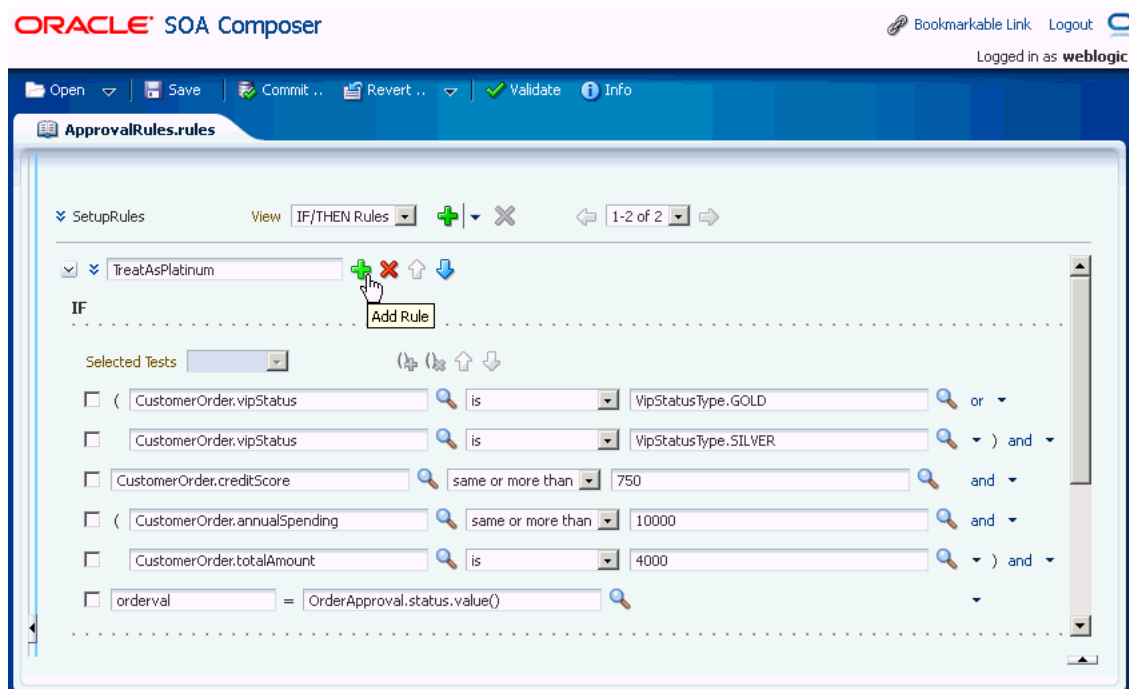 ORACLE SOA Composer
Bookmarkable Link Logout
Logged in as weblogic
Open Save Commit .. Revert .. Validate Info
ApprovalRules.rules
SetupRules View IF/THEN Rules 1-2 of 2
TreatAsPlatinum
Add Rule
IF
Selected Tests
( CustomerOrder.vipStatus is VipStatusType.GOLD or
CustomerOrder.vipStatus is VipStatusType.SILVER ) and
CustomerOrder.creditScore same or more than 750 and
( CustomerOrder.annualSpending same or more than 10000 and
CustomerOrder.totalAmount is 4000 ) and
orderval = OrderApproval.status.value()